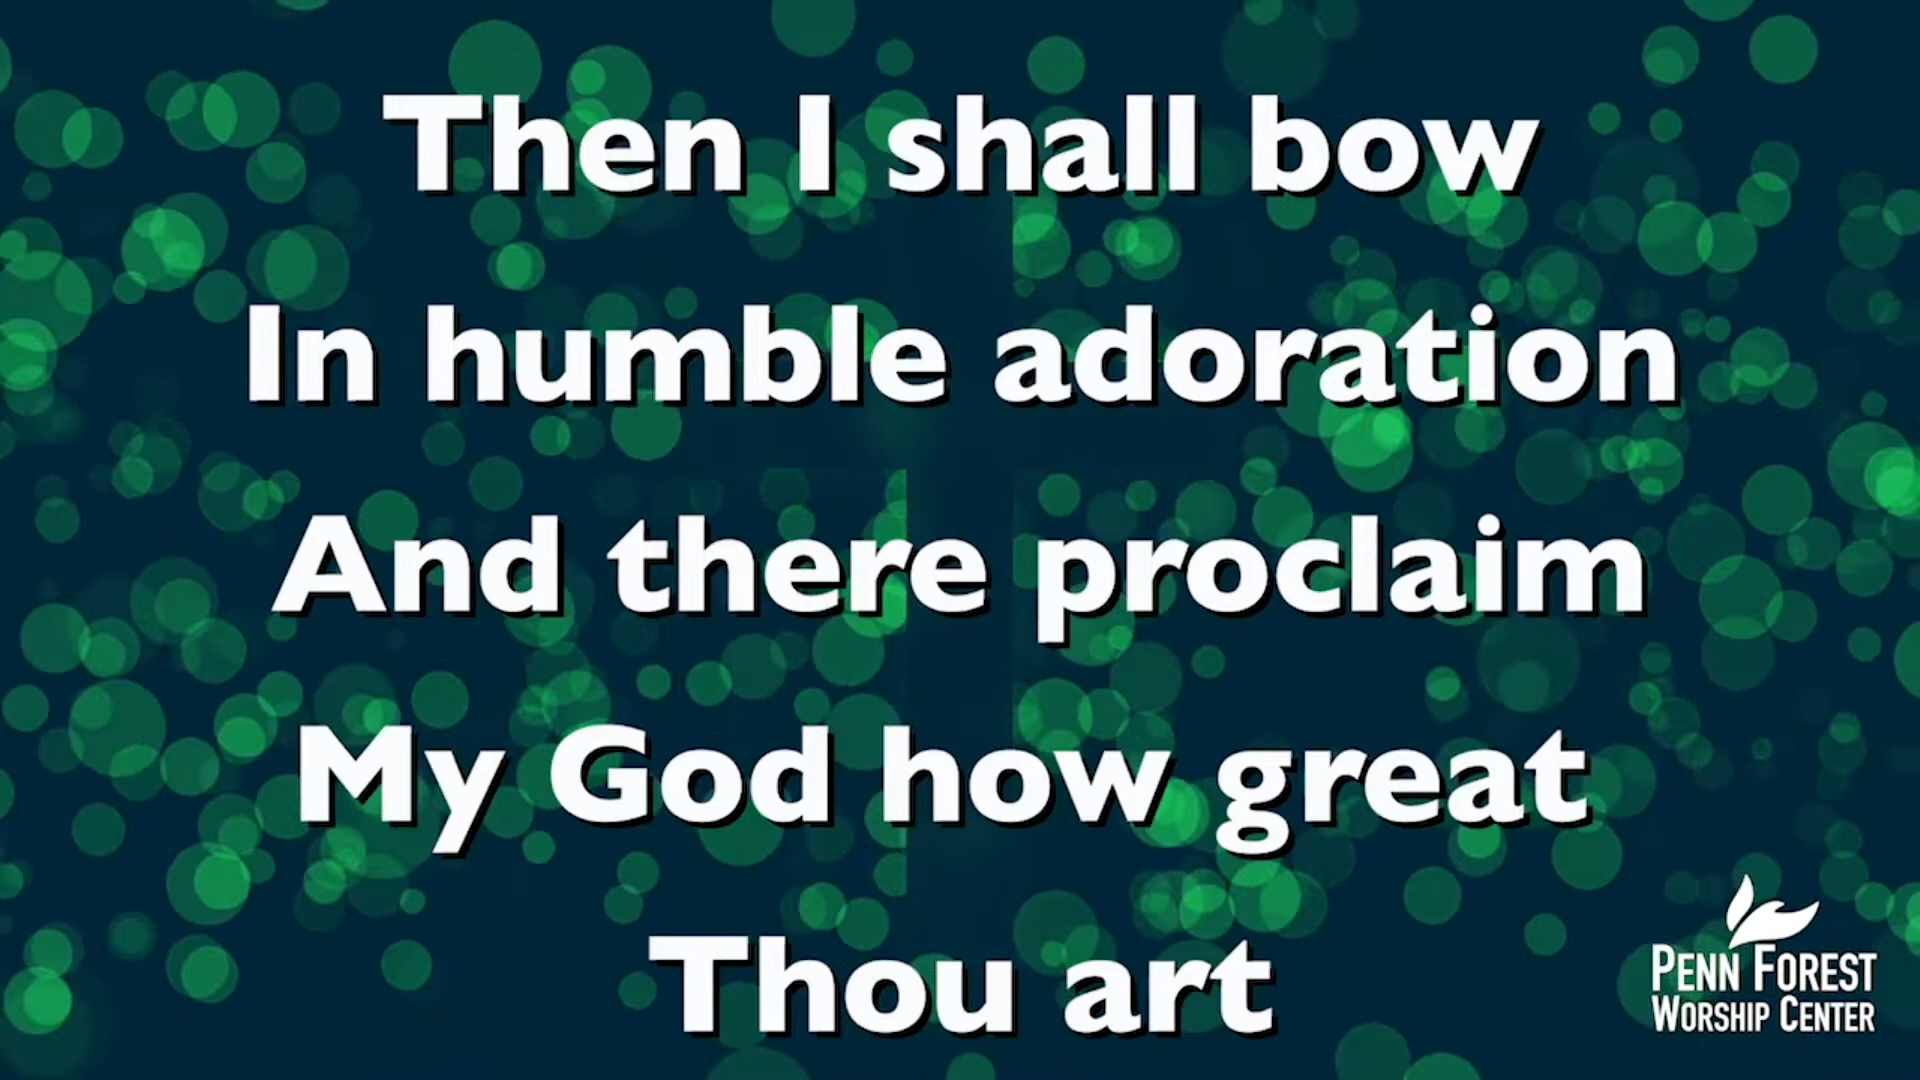 Then I shall bow
In humble adoration
And there proclaim
My God how great
Thou art
PENN FOREST
WORSHIP CENTER